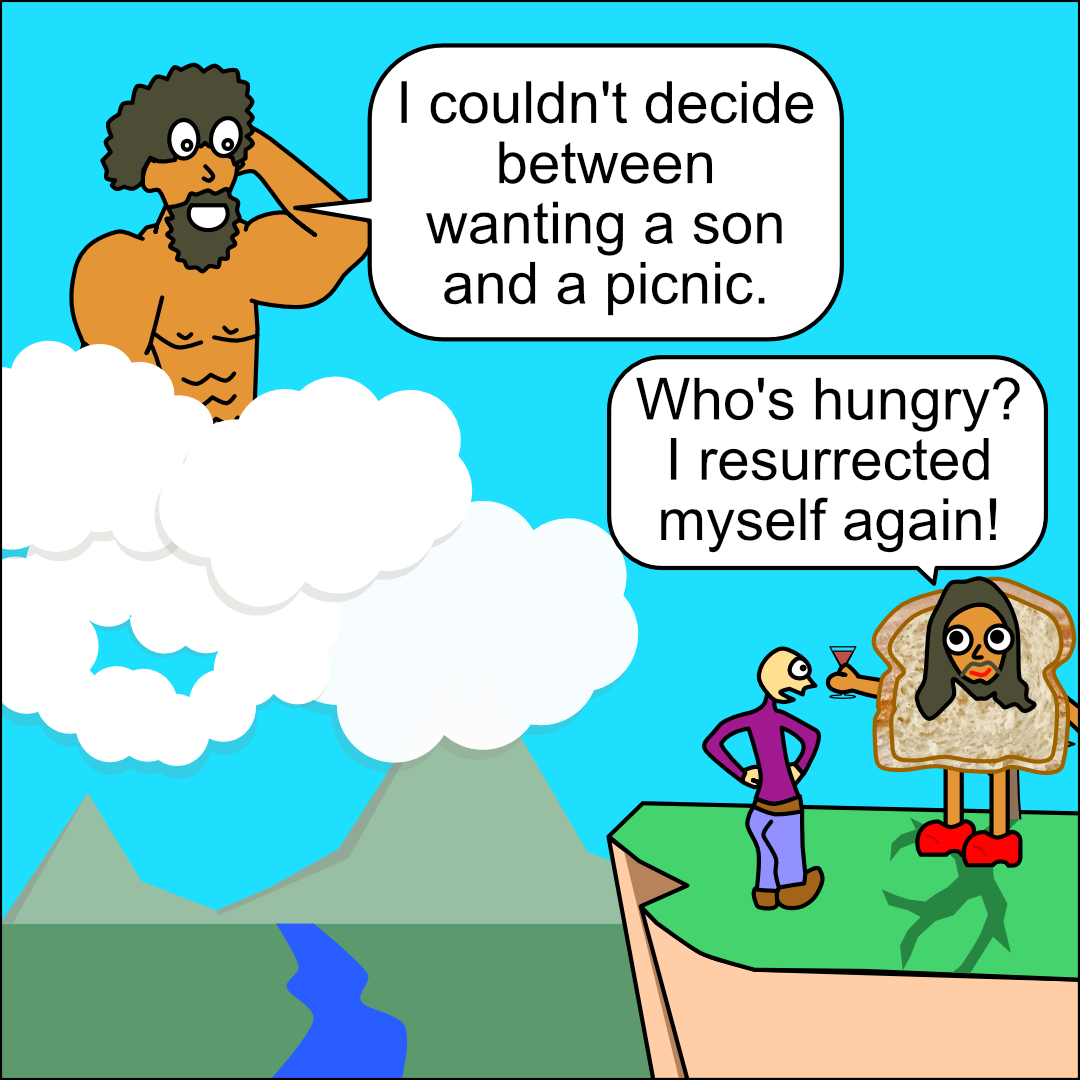 I couldn't decide
between
wanting a son
and a picnic.
Who's hungry?
I resurrected
myself again!